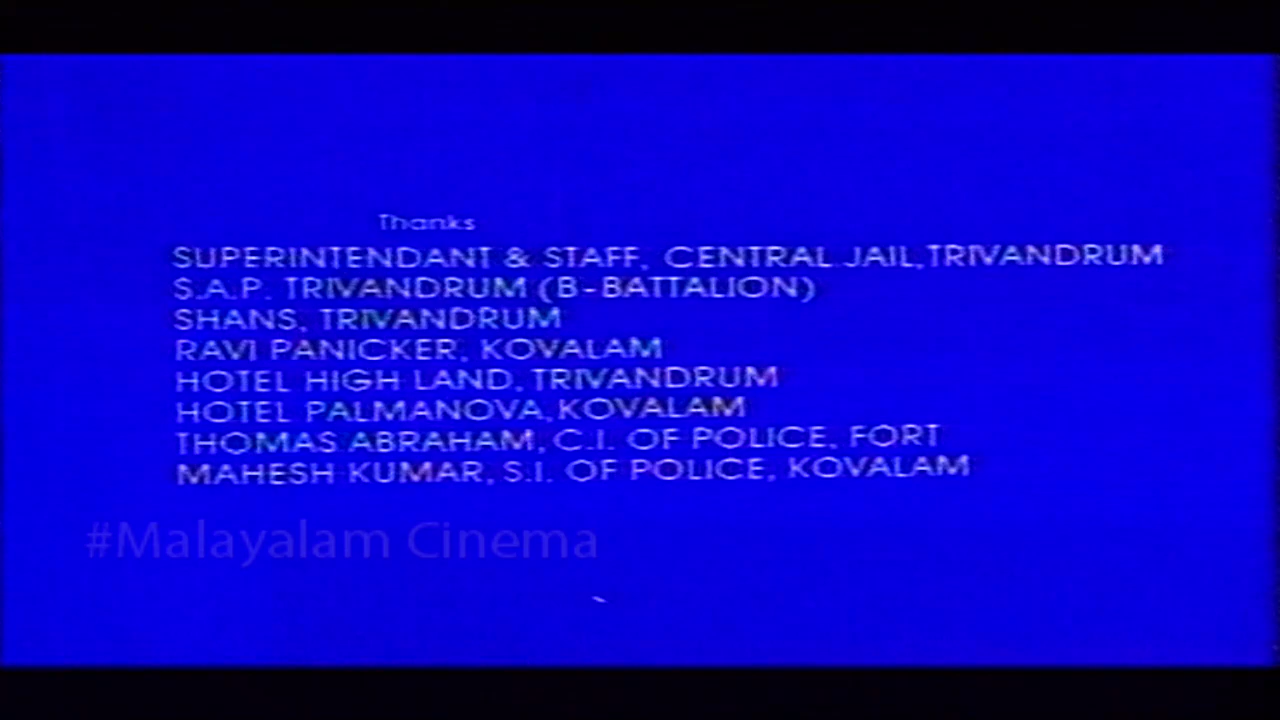 Thanks
SUPERINTENDANT & STAFF, CENTRAL JAIL, TRIVANDRUM
S.A.P. TRIVANDRUM (B-BATTALION)
SHANS, TRIVANDRUM
RAVI PANICKER, KOVALAM
HOTEL HIGH LAND, TRIVANDRUM
HOTEL PALMANOVA, KOVALAM
THOMAS ABRAHAM, C.I. OF POLICE, FORT
MAHESH KUMAR, S.I. OF POLICE, KOVALAM
#Malayalam Cinema